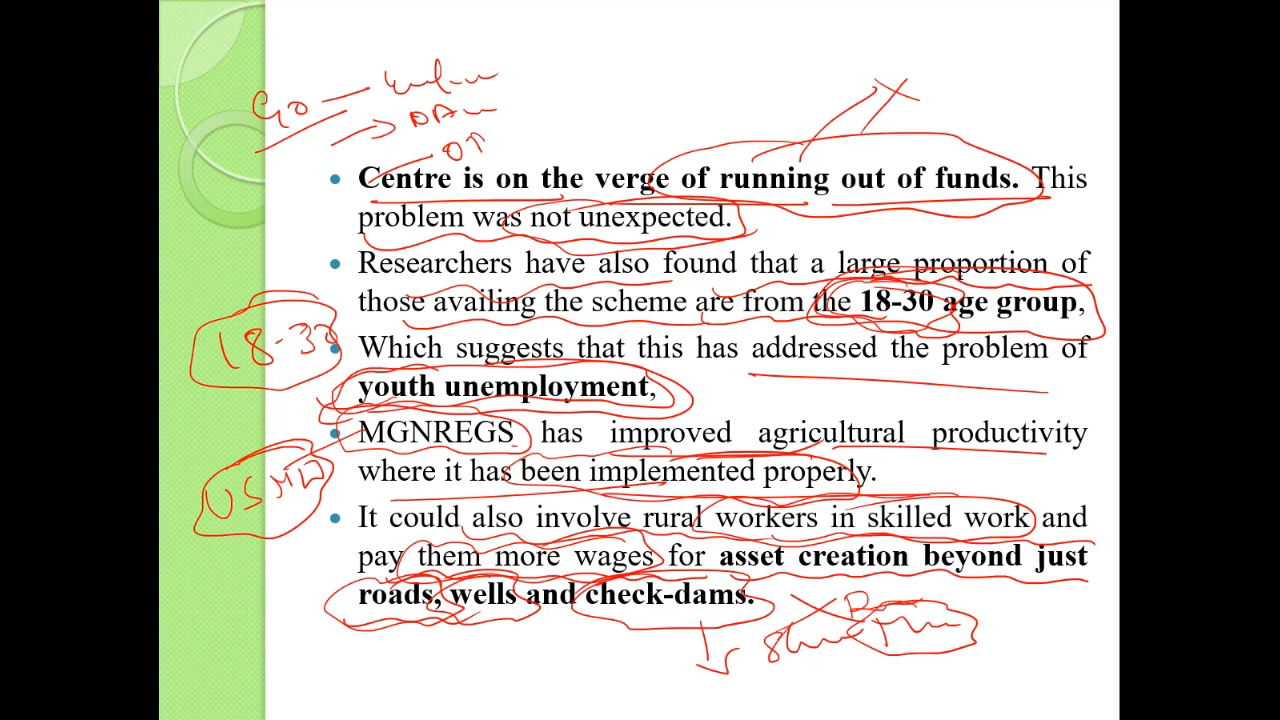 GO
Centre is on the verge of running out of funds. This
problem was not unexpected.
Researchers have also found that a large proportion of
those availing the scheme are from the 18-30 age group,
18-30
Which suggests that this has addressed the problem of
youth unemployment,
MGNREGS has improved agricultural productivity
where it has been implemented properly.
It could also involve rural workers in skilled work and
pay them more wages for asset creation beyond just
roads, wells and check-dams.